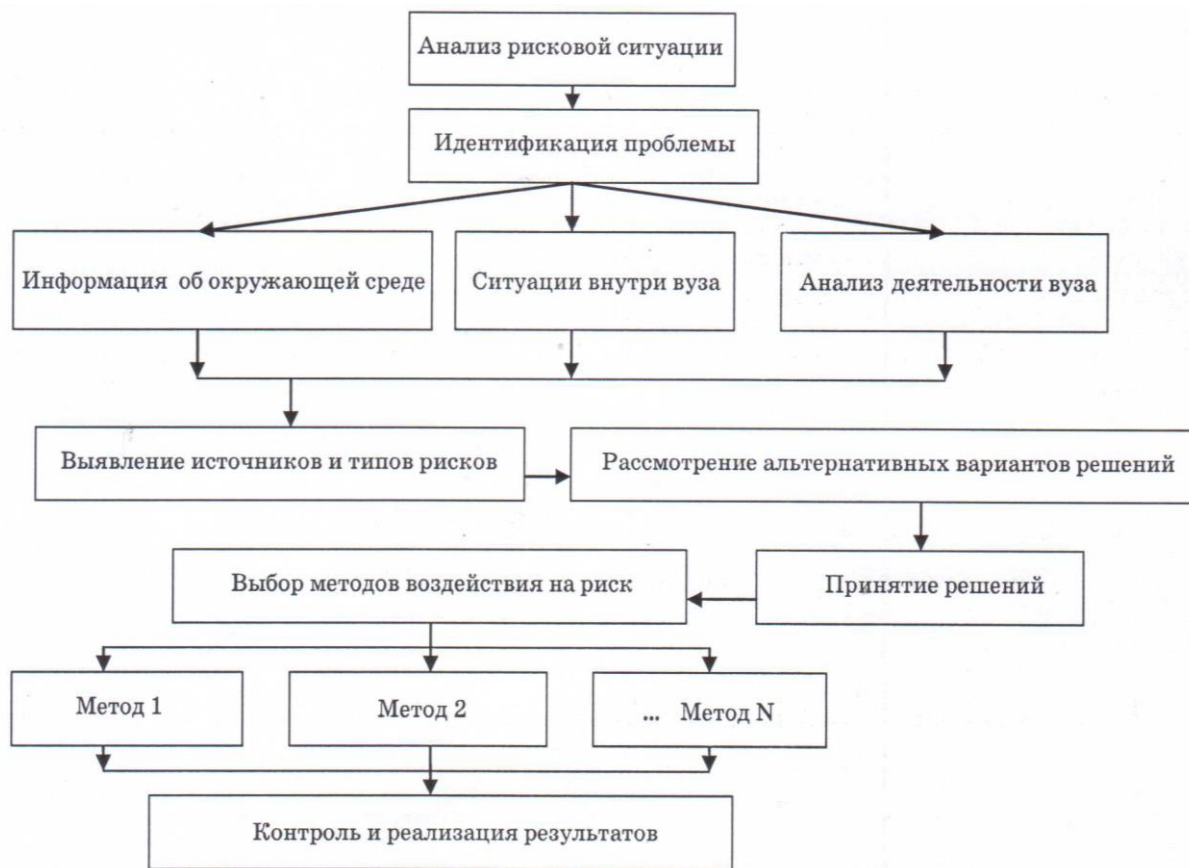 Анализ рисковой ситуации
Идентификация проблемы
Информация об окружающей среде
Ситуации внутри вуза
Анализ деятельности вуза
Выявление источников и типов рисков
Рассмотрение альтернативных вариантов решений
Выбор методов воздействия на риск
Принятие решений
Метод 1
Метод 2
... Метод N
Контроль и реализация результатов